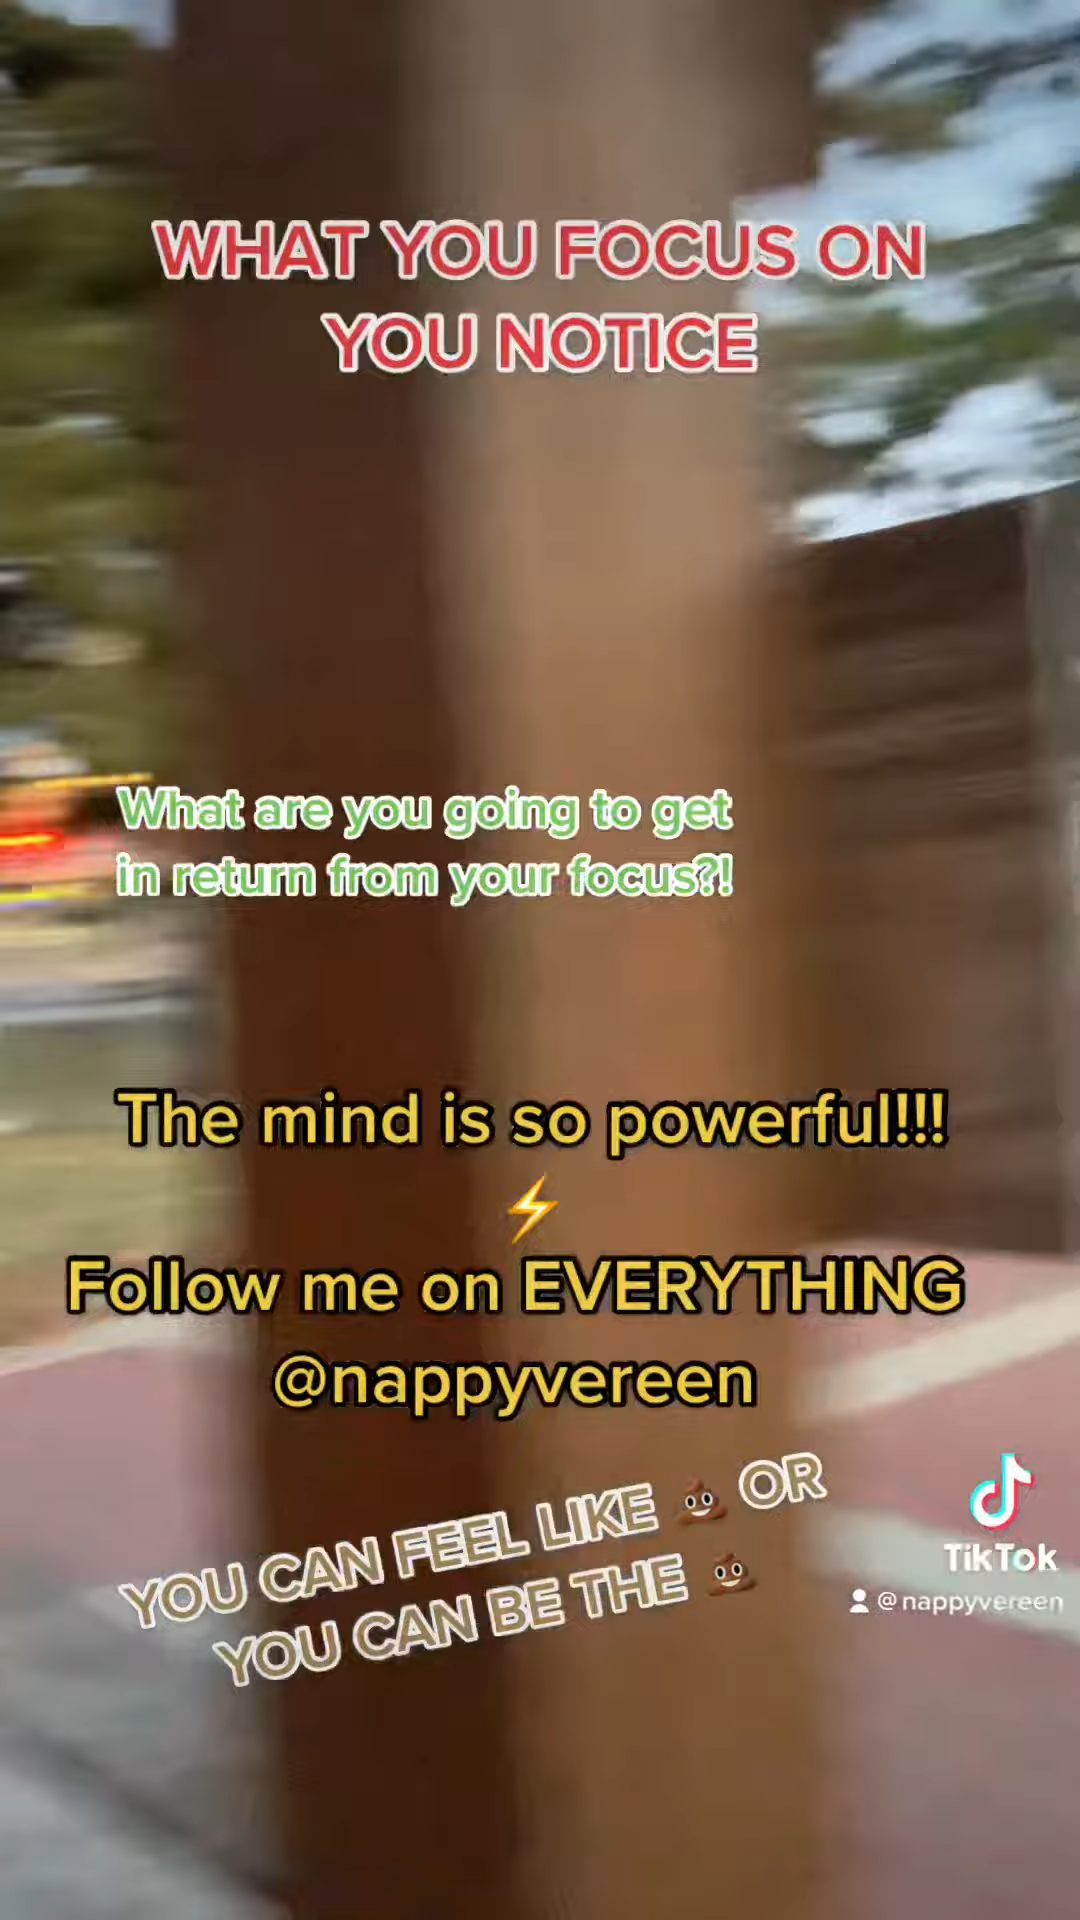 WHAT YOU FOCUS ON
YOU NOTICE
What are you going to get
in return from your focus?!
The mind is so powerful!!!
⚡
Follow me on EVERYTHING
@nappyvereen
YOU CAN FEEL LIKE 💩 OR
YOU CAN BE THE 💩
TikTok
@nappyvereen